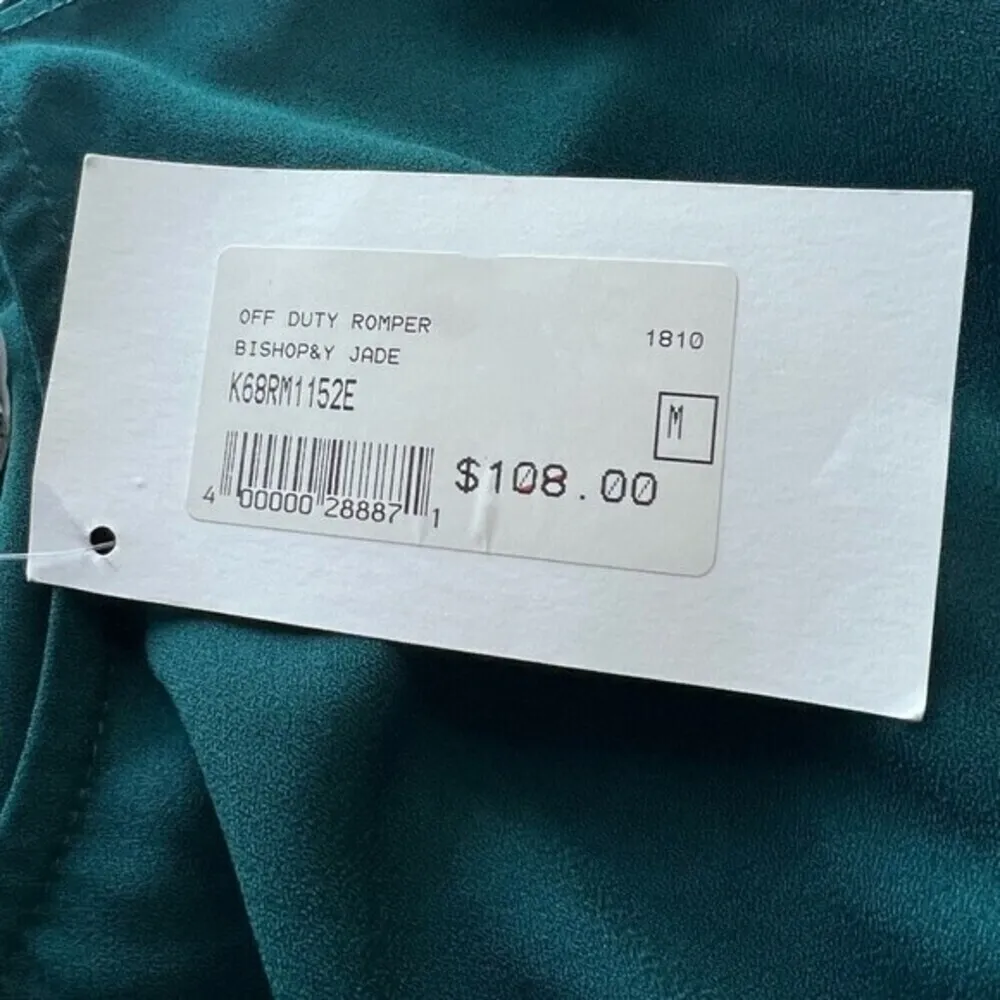 OFF DUTY ROMPER
BISHOP&Y JADE
1810
K68RM1152E
M
$108.00
4 00000 28887 1